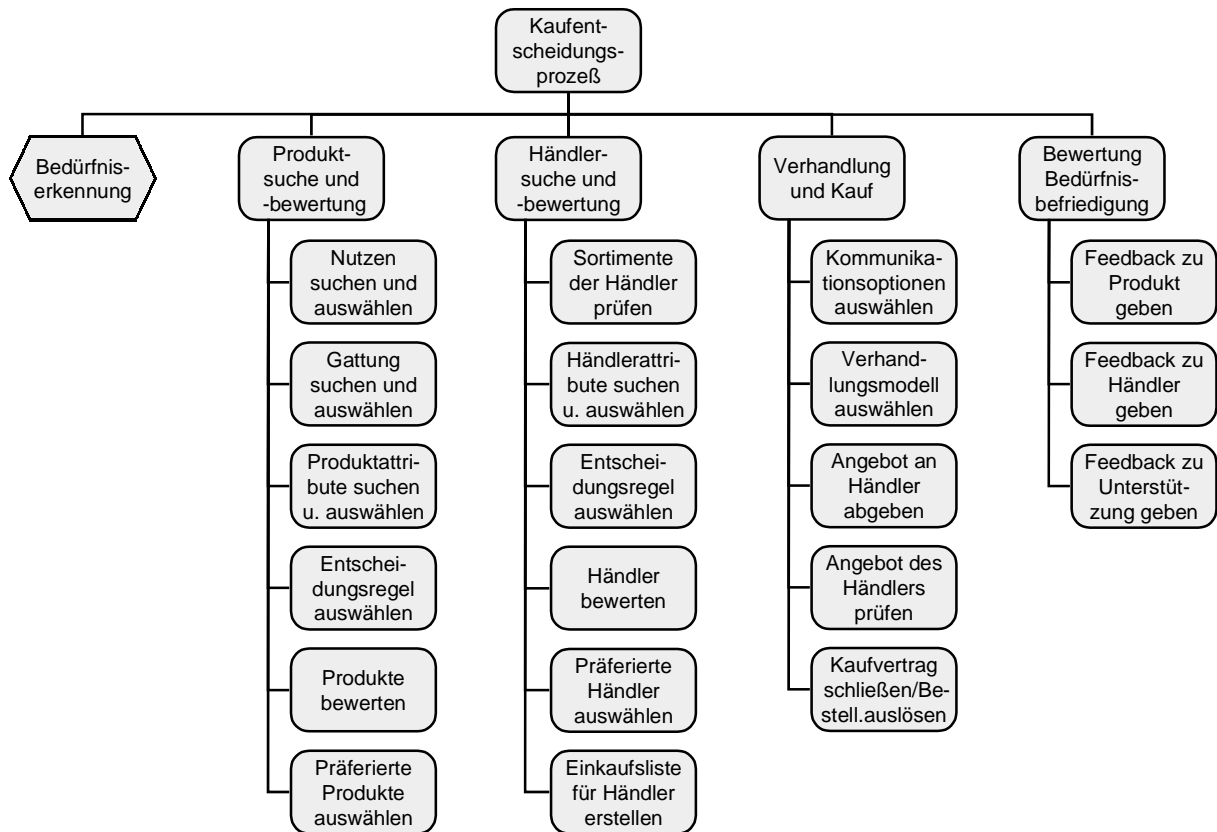 Kaufent-
scheidungs-
prozeß
Bedürfnis-
erkennung
Produkt-
suche und
-bewertung
Händler-
suche und
-bewertung
Verhandlung
und Kauf
Bewertung
Bedürfnis-
befriedigung
Nutzen
suchen und
auswählen
Gattung
suchen und
auswählen
Produktattri-
bute suchen
u. auswählen
Entschei-
dungsregel
auswählen
Produkte
bewerten
Präferierte
Produkte
auswählen
Sortimente
der Händler
prüfen
Händlerattri-
bute suchen
u. auswählen
Entschei-
dungsregel
auswählen
Händler
bewerten
Präferierte
Händler
auswählen
Einkaufsliste
für Händler
erstellen
Kommunika-
tionsoptionen
auswählen
Verhand-
lungsmodell
auswählen
Angebot an
Händler
abgeben
Angebot des
Händlers
prüfen
Kaufvertrag
schließen/Be-
stell.auslösen
Feedback zu
Produkt
geben
Feedback zu
Händler
geben
Feedback zu
Unterstüt-
zung geben